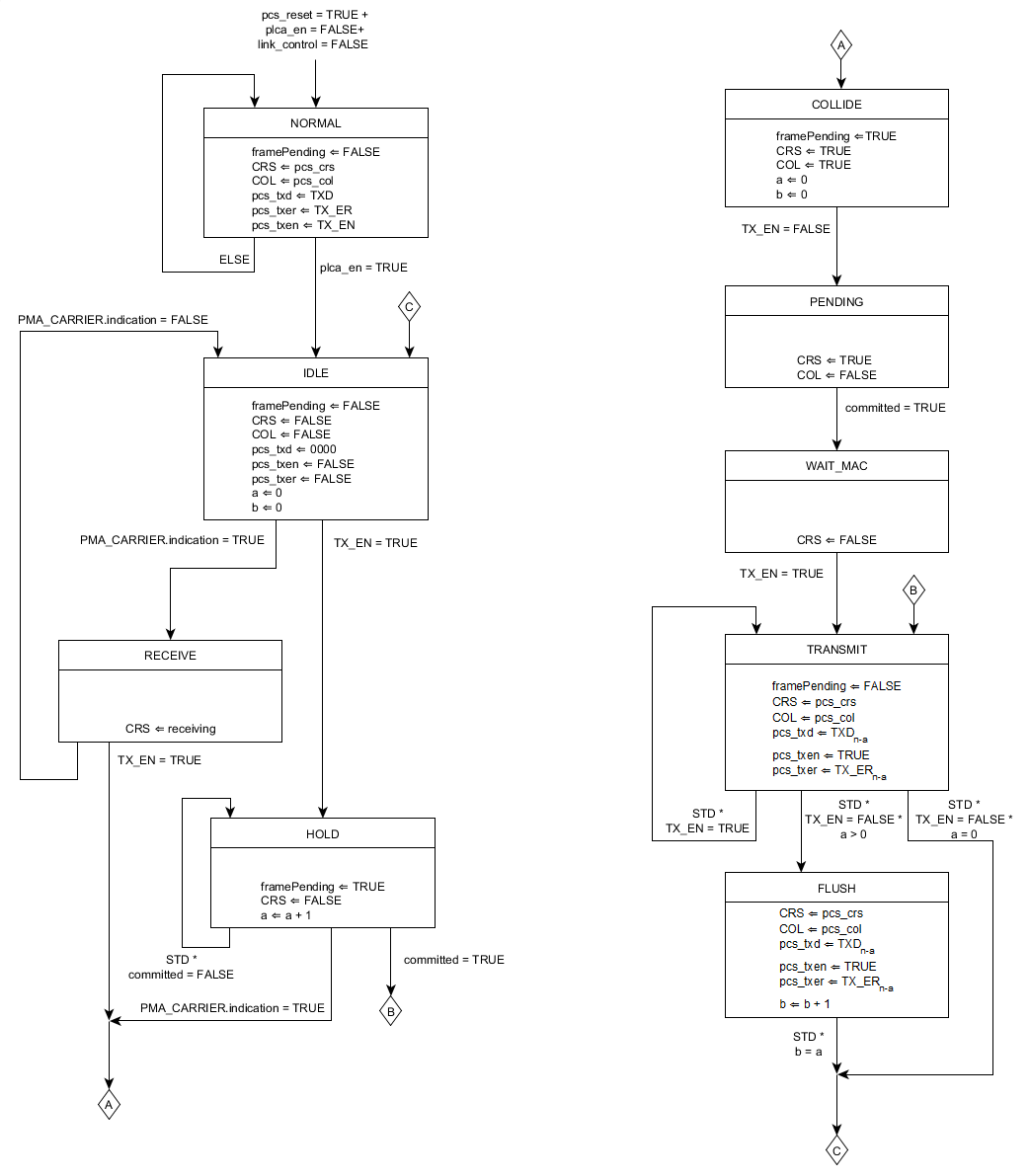 pcs_reset = TRUE +
plca_en = FALSE+
link_control = FALSE
NORMAL
framePending ⇐ FALSE
CRS ⇐ pcs_crs
COL ⇐ pcs_col
pcs_txd ⇐ TXD
pcs_txer ⇐ TX_ER
pcs_txen ⇐ TX_EN
ELSE
plca_en = TRUE
C
PMA_CARRIER.indication = FALSE
IDLE
framePending ⇐ FALSE
CRS ⇐ FALSE
COL ⇐ FALSE
pcs_txd ⇐ 0000
pcs_txen ⇐ FALSE
pcs_txer ⇐ FALSE
a ⇐ 0
b ⇐ 0
PMA_CARRIER.indication = TRUE
TX_EN = TRUE
RECEIVE
CRS ⇐ receiving
TX_EN = TRUE
HOLD
framePending ⇐ TRUE
CRS ⇐ FALSE
a ⇐ a + 1
STD *
committed = FALSE
committed = TRUE
PMA_CARRIER.indication = TRUE
B
A
A
COLLIDE
framePending ⇐TRUE
CRS ⇐ TRUE
COL ⇐ TRUE
a ⇐ 0
b ⇐ 0
TX_EN = FALSE
PENDING
CRS ⇐ TRUE
COL ⇐ FALSE
committed = TRUE
WAIT_MAC
CRS ⇐ FALSE
TX_EN = TRUE
B
TRANSMIT
framePending ⇐ FALSE
CRS ⇐ pcs_crs
COL ⇐ pcs_col
pcs_txd ⇐ TXDn-a
pcs_txen ⇐ TRUE
pcs_txer ⇐ TX_ERn-a
STD *
TX_EN = TRUE
STD *
TX_EN = FALSE *
a > 0
STD *
TX_EN = FALSE *
a = 0
FLUSH
CRS ⇐ pcs_crs
COL ⇐ pcs_col
pcs_txd ⇐ TXDn-a
pcs_txen ⇐ TRUE
pcs_txer ⇐ TX_ERn-a
b ⇐ b + 1
STD *
b = a
C